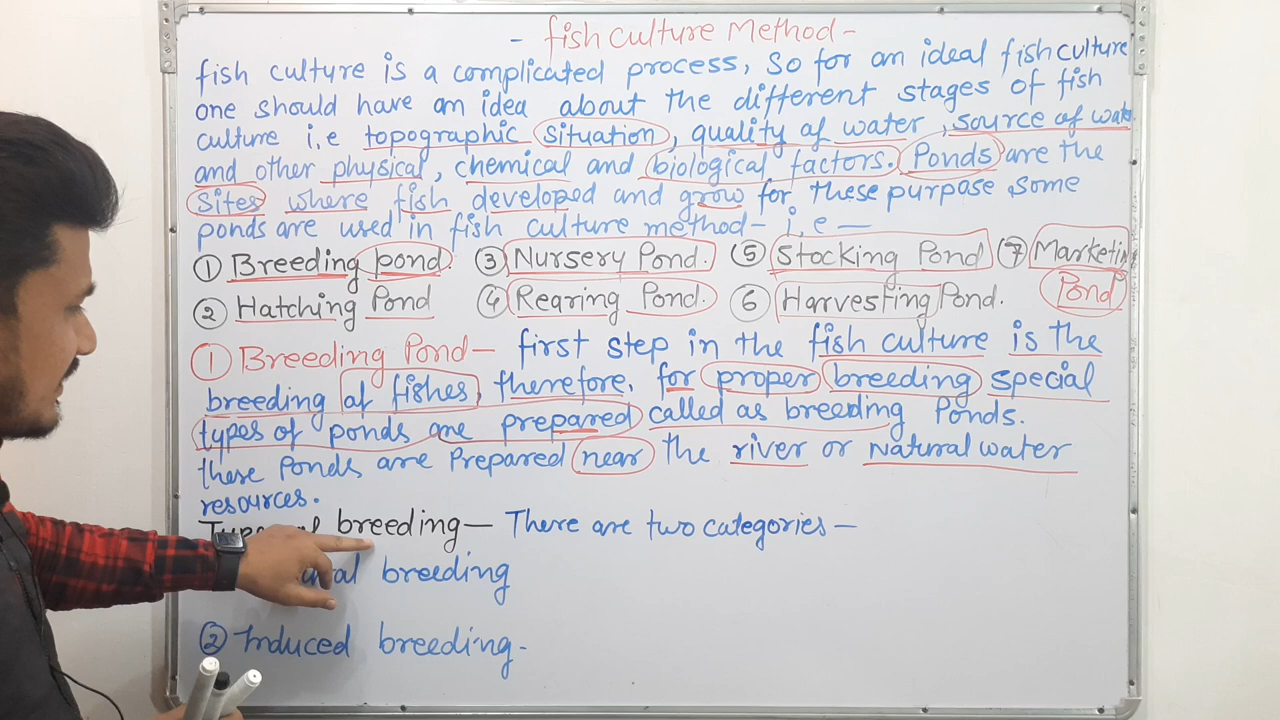 - fish culture Method -
fish culture is a complicated process, so for an ideal fish culture
one should have an idea about the different stages of fish
culture i.e topographic situation, quality of water, source of water
and other physical, chemical and biological factors. Ponds are the
sites where fish developed and grow for these purpose some
ponds are used in fish culture method - i.e —
① Breeding pond. ③ Nursery Pond. ⑤ Stocking Pond ⑦ Marketing
② Hatching Pond ④ Rearing Pond. ⑥ Harvesting Pond. Pond
① Breeding Pond - first step in the fish culture is the
breeding of fishes, therefore, for proper breeding special
types of ponds are prepared called as breeding Ponds.
these Ponds are Prepared near the river or Natural water
resources.
breeding — There are two categories —
breeding
② Induced breeding.